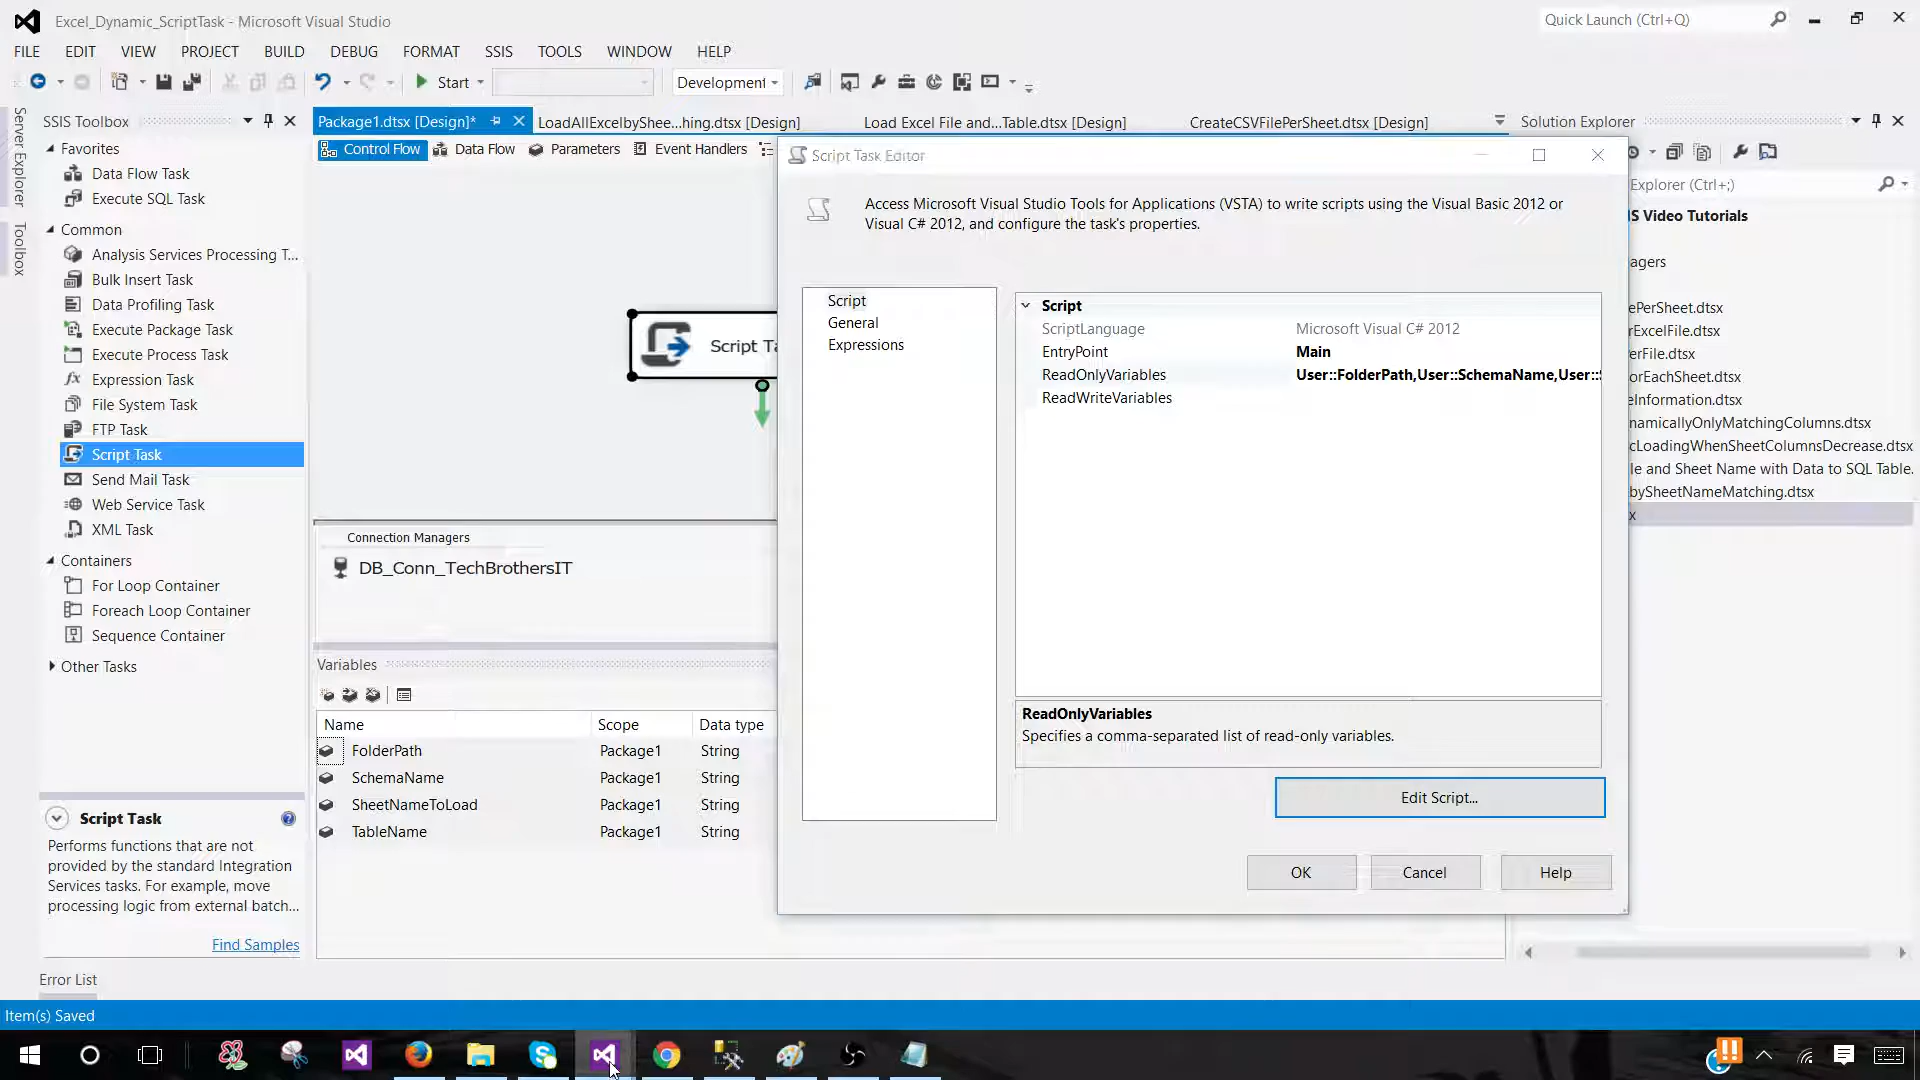 Excel_Dynamic_ScriptTask - Microsoft Visual Studio
Quick Launch (Ctrl+Q)
FILE EDIT VIEW PROJECT BUILD DEBUG FORMAT SSIS TOOLS WINDOW HELP
Start
Development
Server Explorer
Toolbox
SSIS Toolbox
Favorites
Data Flow Task
Execute SQL Task
Common
Analysis Services Processing T...
Bulk Insert Task
Data Profiling Task
Execute Package Task
Execute Process Task
Expression Task
File System Task
FTP Task
Script Task
Send Mail Task
Web Service Task
XML Task
Containers
For Loop Container
Foreach Loop Container
Sequence Container
Other Tasks
Script Task
Performs functions that are not
provided by the standard Integration
Services tasks. For example, move
processing logic from external batch...
Find Samples
Error List
Package1.dtsx [Design]* LoadAllExcelbyShee...hing.dtsx [Design] Load Excel File and...Table.dtsx [Design] CreateCSVFilePerSheet.dtsx [Design]
Control Flow Data Flow Parameters Event Handlers
Script Ta
Connection Managers
DB_Conn_TechBrothersIT
Variables
Name Scope Data type
FolderPath Package1 String
SchemaName Package1 String
SheetNameToLoad Package1 String
TableName Package1 String
Script Task Editor
Access Microsoft Visual Studio Tools for Applications (VSTA) to write scripts using the Visual Basic 2012 or
Visual C# 2012, and configure the task's properties.
Script
General
Expressions
Script
ScriptLanguage Microsoft Visual C# 2012
EntryPoint Main
ReadOnlyVariables User::FolderPath,User::SchemaName,User::
ReadWriteVariables
ReadOnlyVariables
Specifies a comma-separated list of read-only variables.
Edit Script...
OK Cancel Help
Solution Explorer
Explorer (Ctrl+;)
S Video Tutorials
agers
ePerSheet.dtsx
rExcelFile.dtsx
erFile.dtsx
orEachSheet.dtsx
eInformation.dtsx
namicallyOnlyMatchingColumns.dtsx
cLoadingWhenSheetColumnsDecrease.dtsx
le and Sheet Name with Data to SQL Table.
bySheetNameMatching.dtsx
x
Item(s) Saved